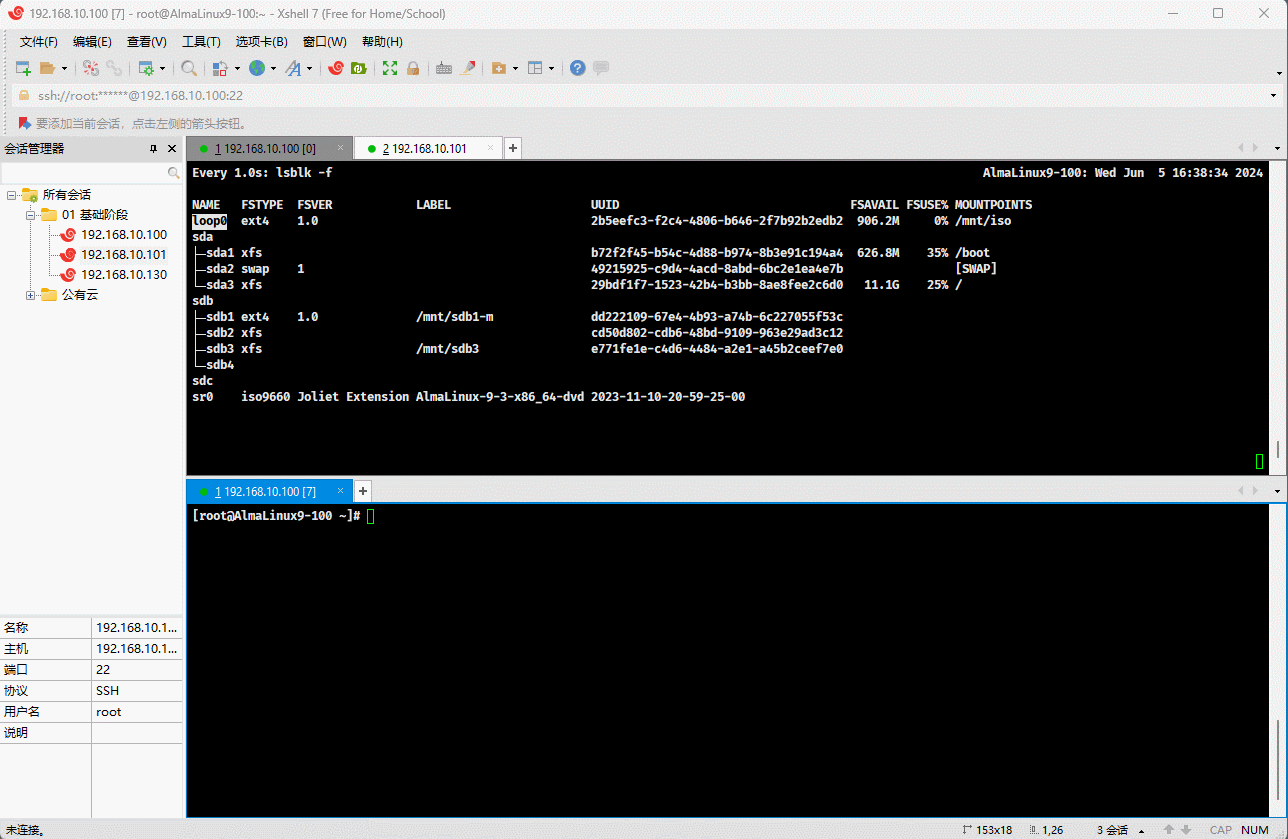 192.168.10.100 [7] - root@AlmaLinux9-100:~ - Xshell 7 (Free for Home/School)
文件(F) 编辑(E) 查看(V) 工具(T) 选项卡(B) 窗口(W) 帮助(H)
ssh://root:******@192.168.10.100:22
要添加当前会话，点击左侧的箭头按钮。
会话管理器
所有会话
01 基础阶段
192.168.10.100
192.168.10.101
192.168.10.130
公有云
名称 192.168.10.1...
主机 192.168.10.1...
端口 22
协议 SSH
用户名 root
说明
1 192.168.10.100 [0] 2 192.168.10.101
Every 1.0s: lsblk -f AlmaLinux9-100: Wed Jun  5 16:38:34 2024
NAME   FSTYPE  FSVER            LABEL                    UUID                                 FSAVAIL FSUSE% MOUNTPOINTS
loop0  ext4    1.0                                       2b5eefc3-f2c4-4806-b646-2f7b92b2edb2  906.2M     0% /mnt/iso
sda
├─sda1 xfs                                               b72f2f45-b54c-4d88-b974-8b3e91c194a4  626.8M    35% /boot
├─sda2 swap    1                                         49215925-c9d4-4acd-8abd-6bc2e1ea4e7b                [SWAP]
└─sda3 xfs                                               29bdf1f7-1523-42b4-b3bb-8ae8fee2c6d0   11.1G    25% /
sdb
├─sdb1 ext4    1.0              /mnt/sdb1-m              dd222109-67e4-4b93-a74b-6c227055f53c
├─sdb2 xfs                                               cd50d802-cdb6-48bd-9109-963e29ad3c12
├─sdb3 xfs                      /mnt/sdb3                e771fe1e-c4d6-4484-a2e1-a45b2ceef7e0
└─sdb4
sdc
sr0    iso9660 Joliet Extension AlmaLinux-9-3-x86_64-dvd 2023-11-10-20-59-25-00
1 192.168.10.100 [7]
[root@AlmaLinux9-100 ~]#
未连接。 153x18 1,26 3 会话 CAP NUM